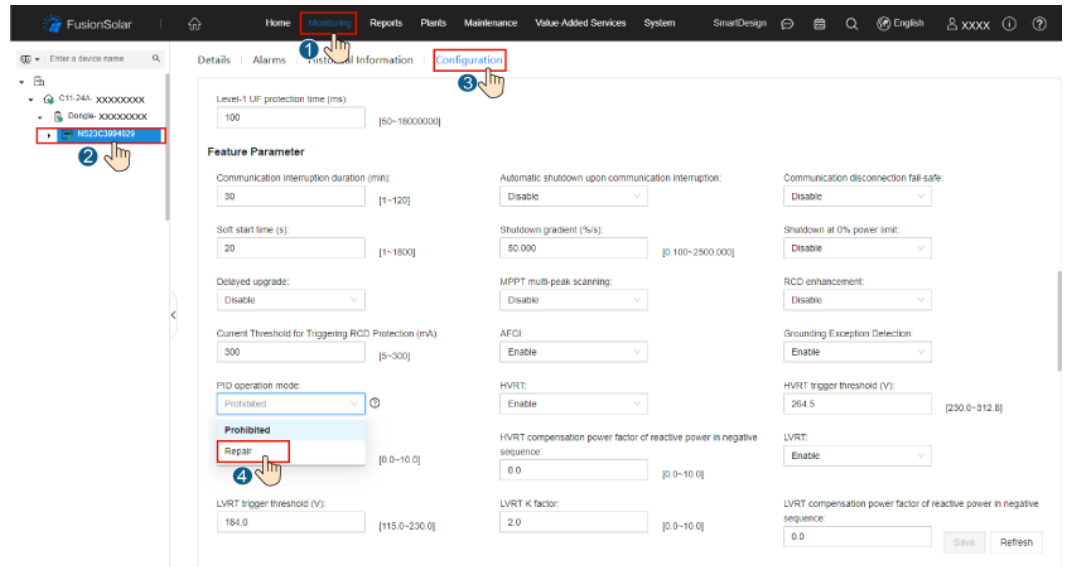 FusionSolar
Home Monitoring Reports Plants Maintenance Value-Added Services System SmartDesign English xxxx
1
Enter a device name
C11-24A- XXXXXXXX
Dongle- XXXXXXXX
NS23C3994029
2
Details Alarms Historical Information Configuration
3
Level-1 UF protection time (ms):
100 [50~18000000]
Feature Parameter
Communication interruption duration (min): Automatic shutdown upon communication interruption: Communication disconnection fail-safe:
30 [1~120] Disable Disable
Soft start time (s): Shutdown gradient (%/s): Shutdown at 0% power limit:
20 [1~1800] 50.000 [0.100~2500.000] Disable
Delayed upgrade: MPPT multi-peak scanning: RCD enhancement:
Disable Disable Disable
Current Threshold for Triggering RCD Protection (mA): AFCI: Grounding Exception Detection:
300 [5~300] Enable Enable
PID operation mode: HVRT: HVRT trigger threshold (V):
Prohibited Enable 264.5 [230.0~312.8]
Prohibited
Repair
4
[0.0~10.0]
HVRT compensation power factor of reactive power in negative
sequence:
0.0 [0.0~10.0]
LVRT:
Enable
LVRT trigger threshold (V): LVRT K factor: LVRT compensation power factor of reactive power in negative
sequence:
184.0 [115.0~230.0] 2.0 [0.0~10.0] 0.0
Save Refresh